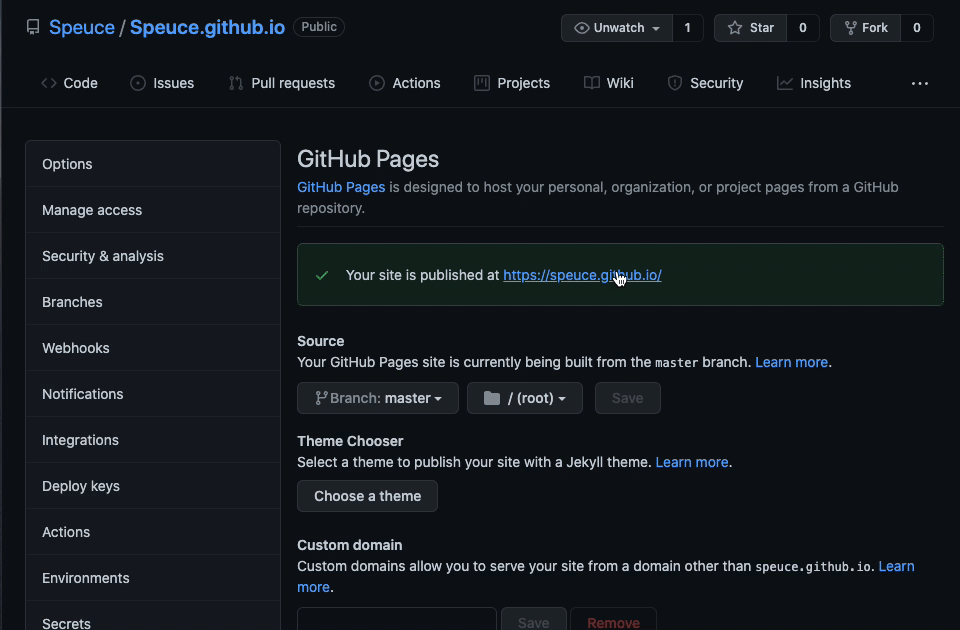 Speuce / Speuce.github.io Public Unwatch 1 Star 0 Fork 0
Code Issues Pull requests Actions Projects Wiki Security Insights ...
Options
Manage access
Security & analysis
Branches
Webhooks
Notifications
Integrations
Deploy keys
Actions
Environments
Secrets
GitHub Pages
GitHub Pages is designed to host your personal, organization, or project pages from a GitHub
repository.
Your site is published at https://speuce.github.io/
Source
Your GitHub Pages site is currently being built from the master branch. Learn more.
Branch: master / (root) Save
Theme Chooser
Select a theme to publish your site with a Jekyll theme. Learn more.
Choose a theme
Custom domain
Custom domains allow you to serve your site from a domain other than speuce.github.io. Learn
more.
Save Remove